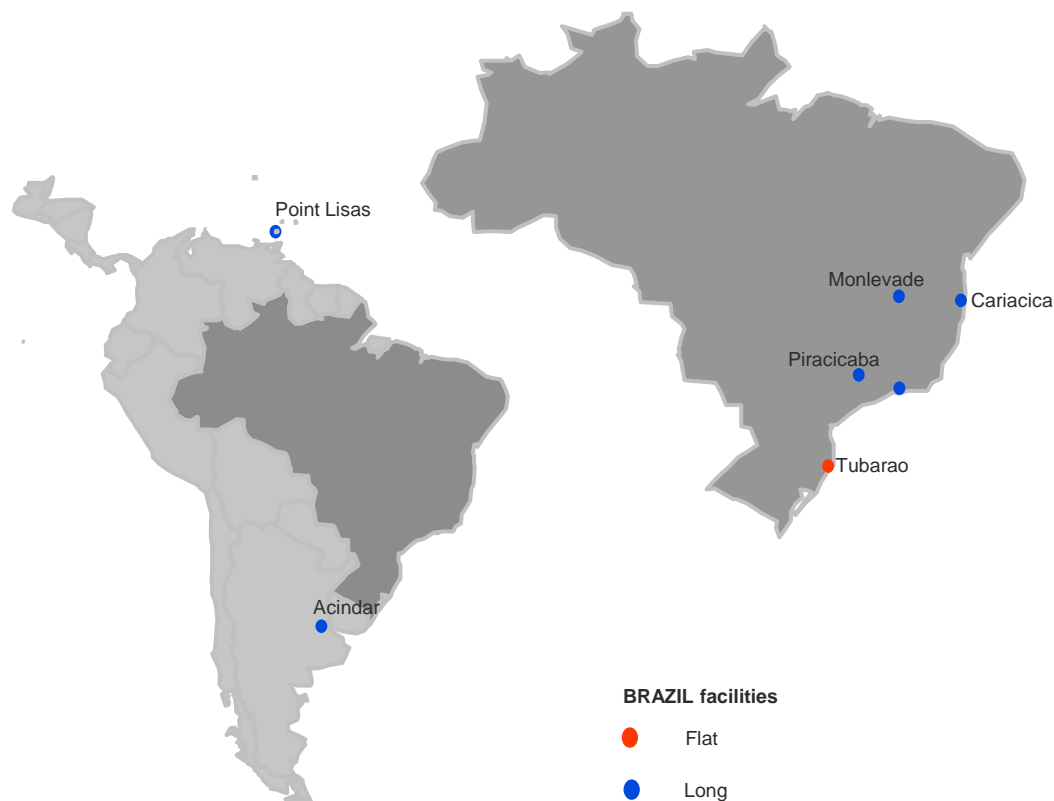 Point Lisas
Monlevade
Cariacica
Piracicaba
Tubarao
Acindar
BRAZIL facilities
Flat
Long